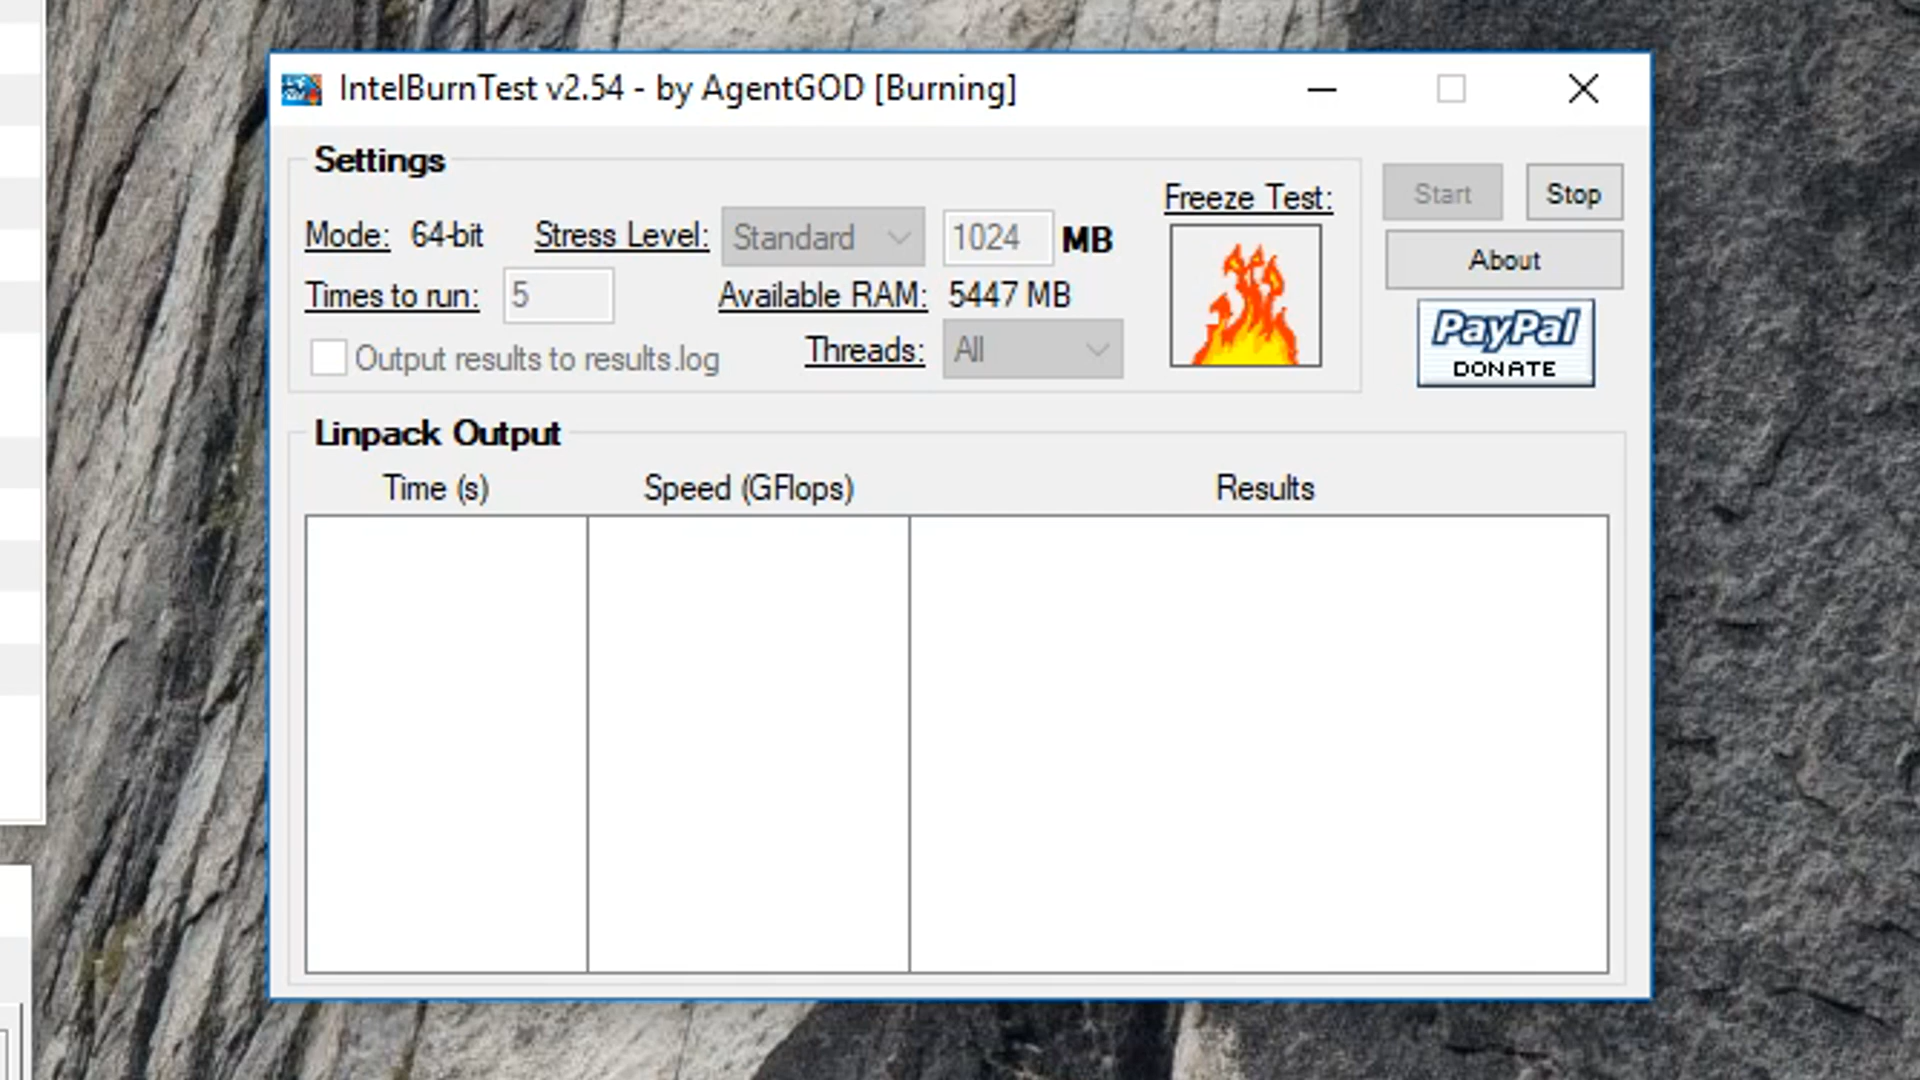 IntelBurnTest v2.54 - by AgentGOD [Burning]
Settings
Mode: 64-bit Stress Level: Standard 1024 MB
Times to run: 5 Available RAM: 5447 MB
Output results to results.log Threads: All
Freeze Test:
Start Stop
About
PayPal
DONATE
Linpack Output
Time (s) Speed (GFlops) Results